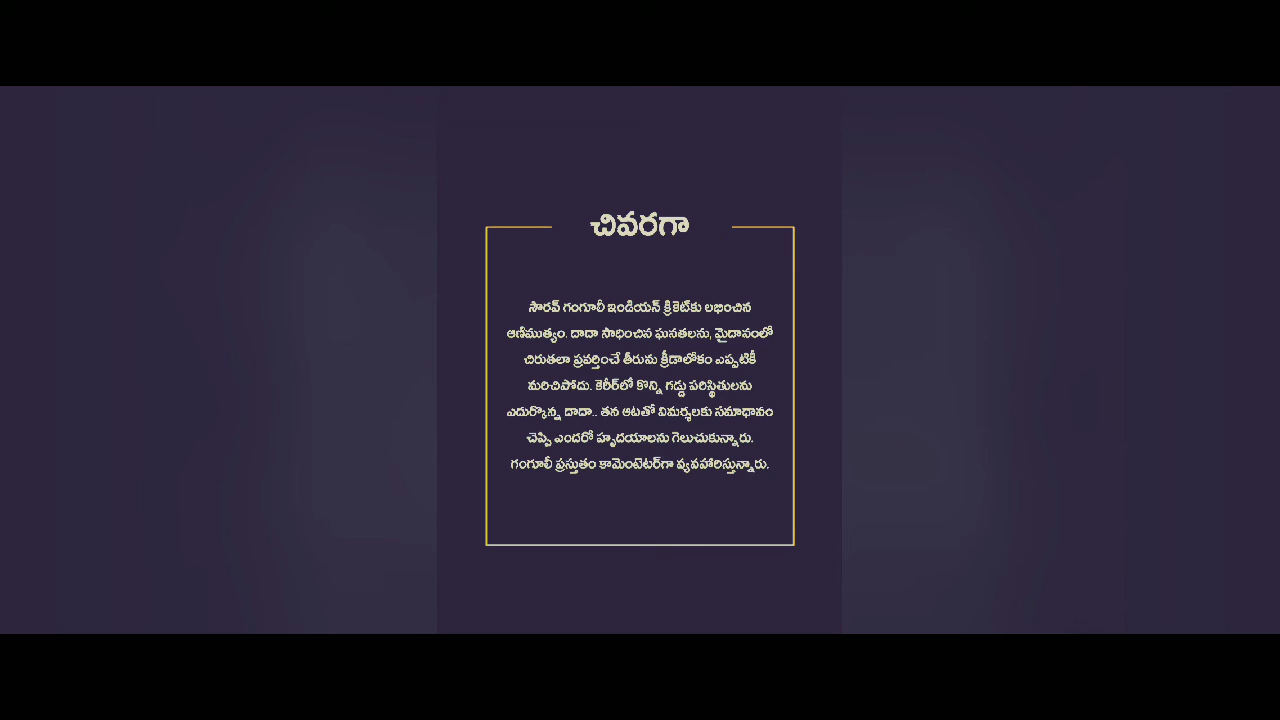 చివరగా
సౌరవ్ గంగూలీ ఇండియన్ క్రికెట్‌కు లభించిన
ఆణిముత్యం. దాదా సాధించిన ఘనతలను, మైదానంలో
చిరుతలా ప్రవర్తించే తీరును క్రీడాలోకం ఎప్పటికీ
మరిచిపోదు. కెరీర్‌లో కొన్ని గడ్డు పరిస్థితులను
ఎదుర్కొన్న దాదా.. తన ఆటతో విమర్శలకు సమాధానం
చెప్పి ఎందరో హృదయాలను గెలుచుకున్నారు.
గంగూలీ ప్రస్తుతం కామెంటెటర్‌గా వ్యవహారిస్తున్నారు.